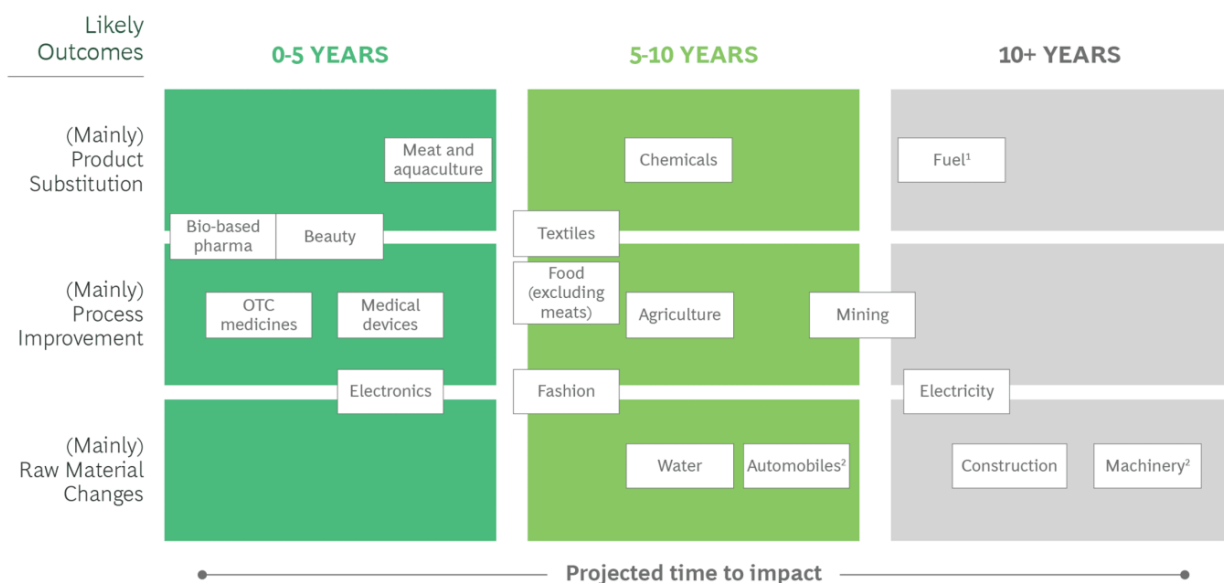 Likely
Outcomes
0-5 YEARS
5-10 YEARS
10+ YEARS
(Mainly)
Product
Substitution
Meat and
aquaculture
Chemicals
Fuel¹
Bio-based
pharma
Beauty
Textiles
(Mainly)
Process
Improvement
OTC
medicines
Medical
devices
Food
(excluding
meats)
Agriculture
Mining
Electronics
Fashion
Electricity
(Mainly)
Raw Material
Changes
Water
Automobiles²
Construction
Machinery²
Projected time to impact